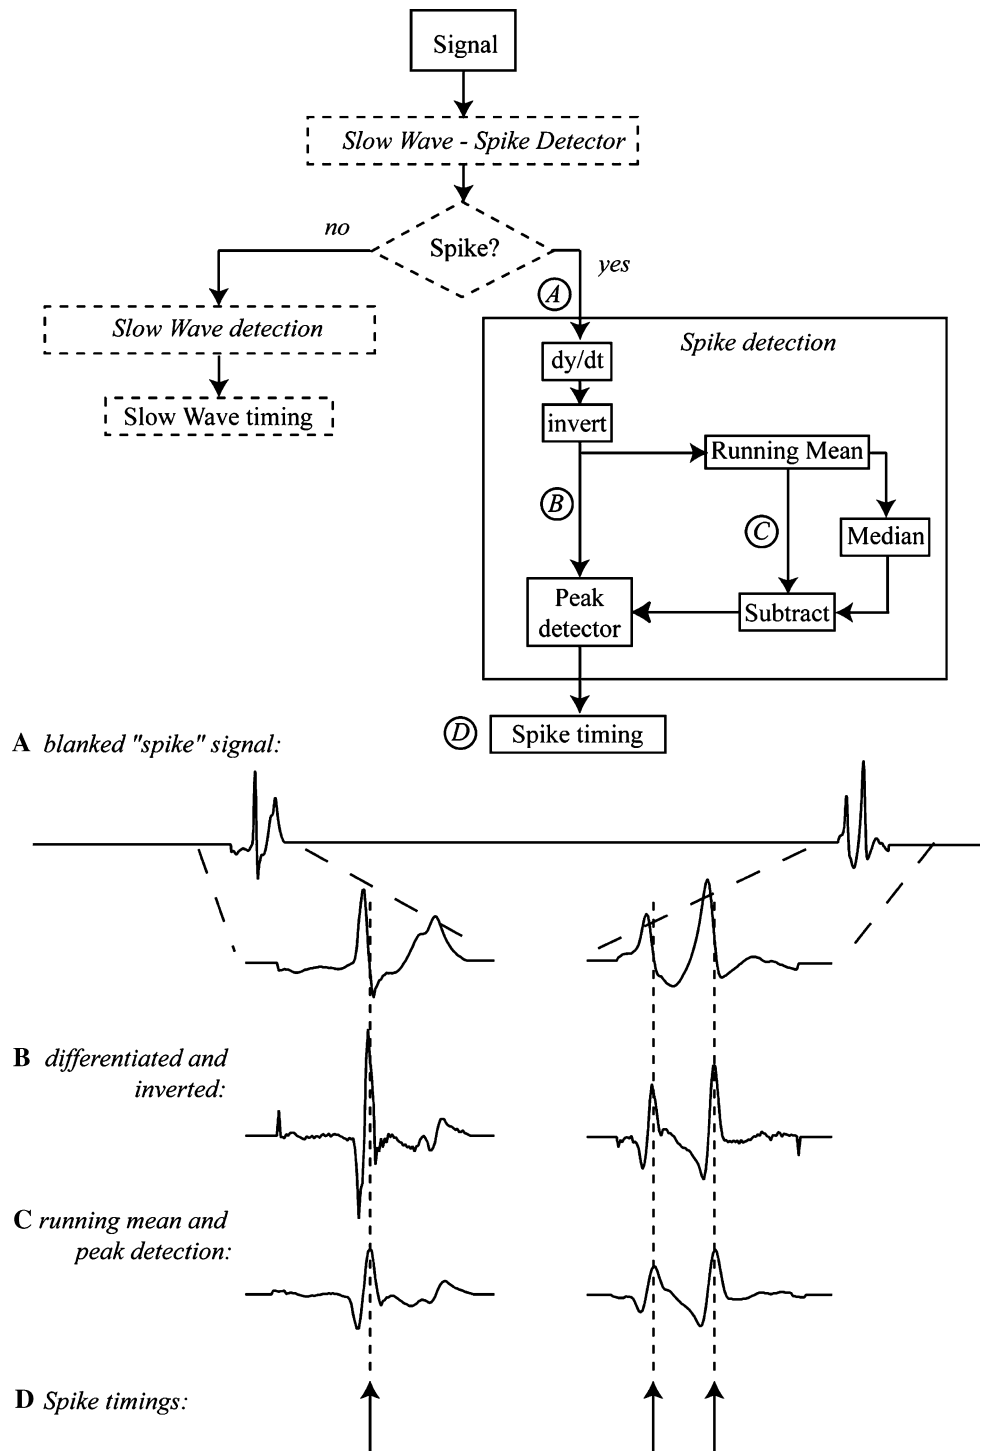 Signal
Slow Wave - Spike Detector
no
Spike?
yes
A
Slow Wave detection
Spike detection
dy/dt
Slow Wave timing
invert
Running Mean
B
C
Median
Peak
detector
Subtract
D
Spike timing
A blanked "spike" signal:
B differentiated and
inverted:
C running mean and
peak detection:
D Spike timings: